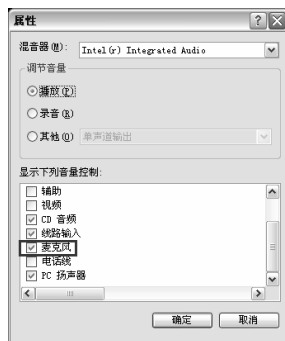 属性
混音器(M): Intel(r) Integrated Audio
调节音量
播放(P)
录音(R)
其他(O) 单声道输出
显示下列音量控制:
辅助
视频
CD 音频
线路输入
麦克风
电话线
PC 扬声器
确定 取消